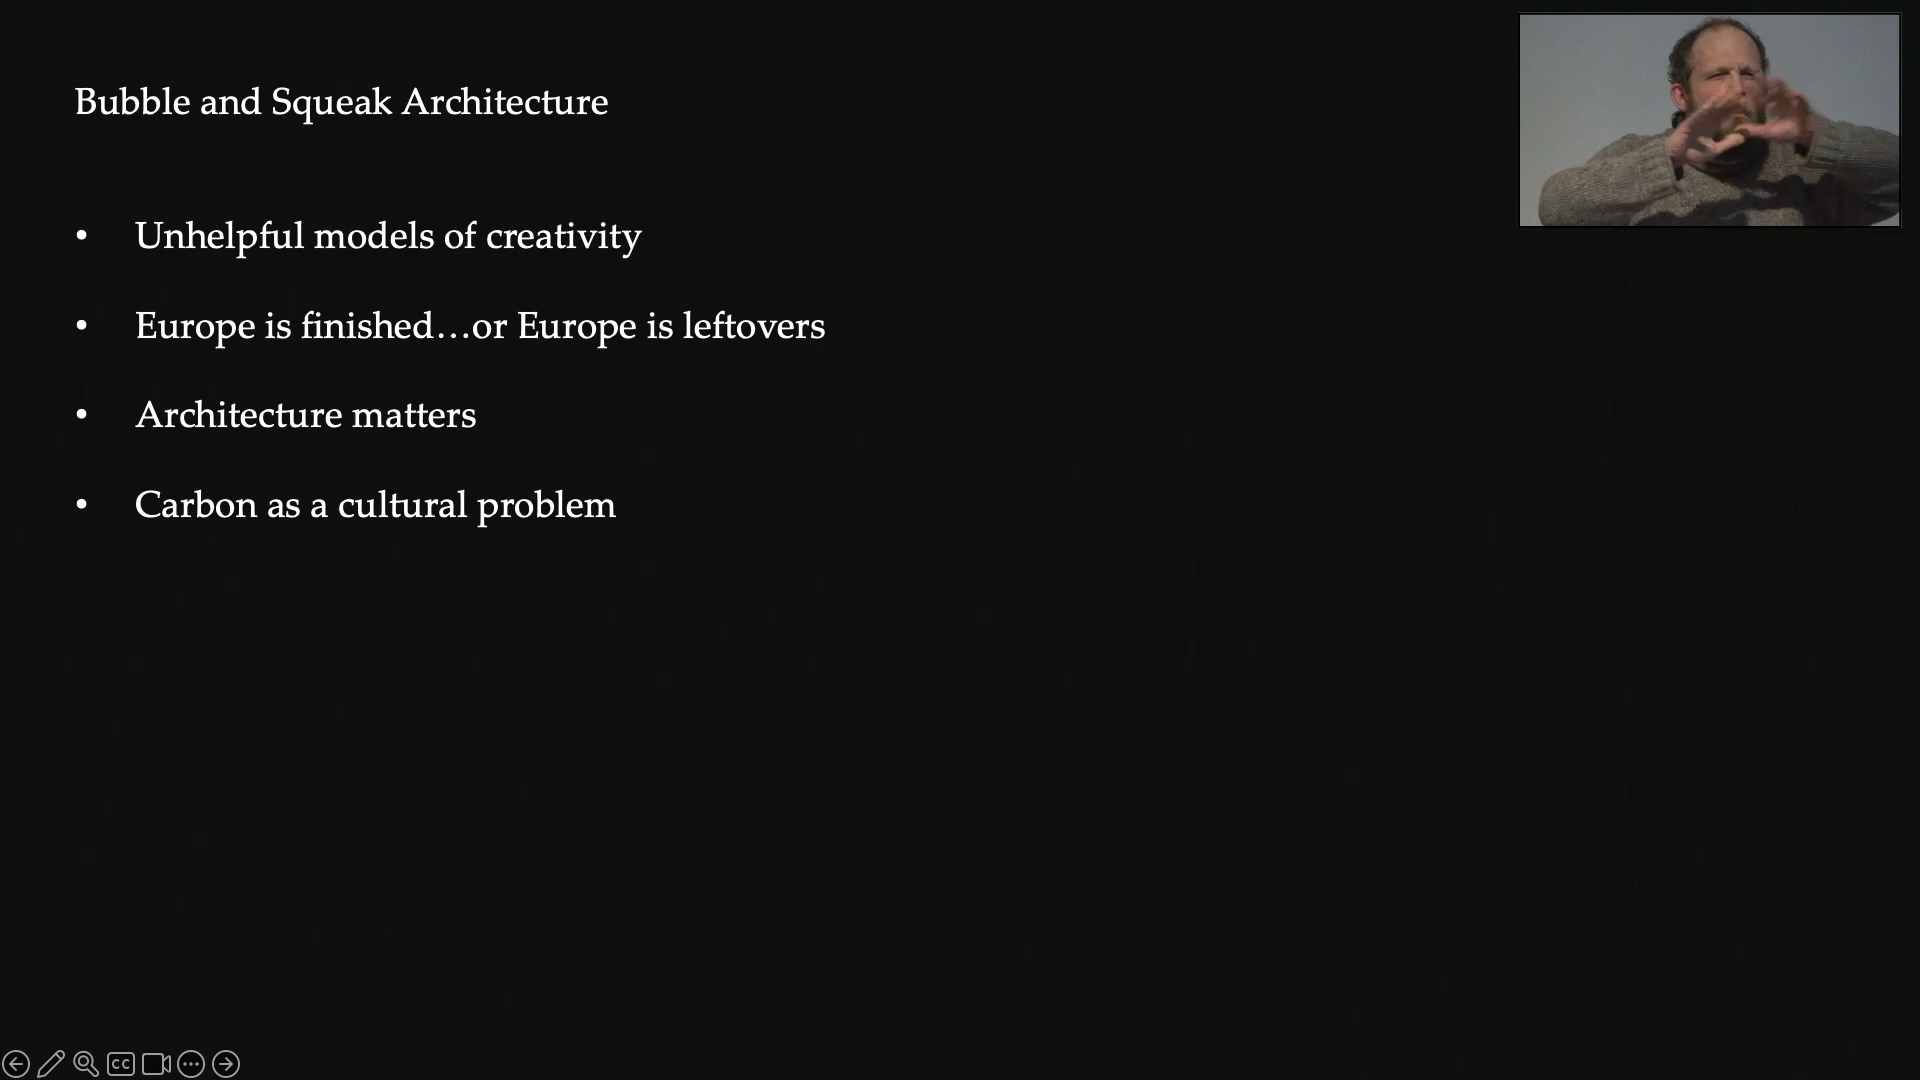 Bubble and Squeak Architecture
• Unhelpful models of creativity
• Europe is finished…or Europe is leftovers
• Architecture matters
• Carbon as a cultural problem
CC